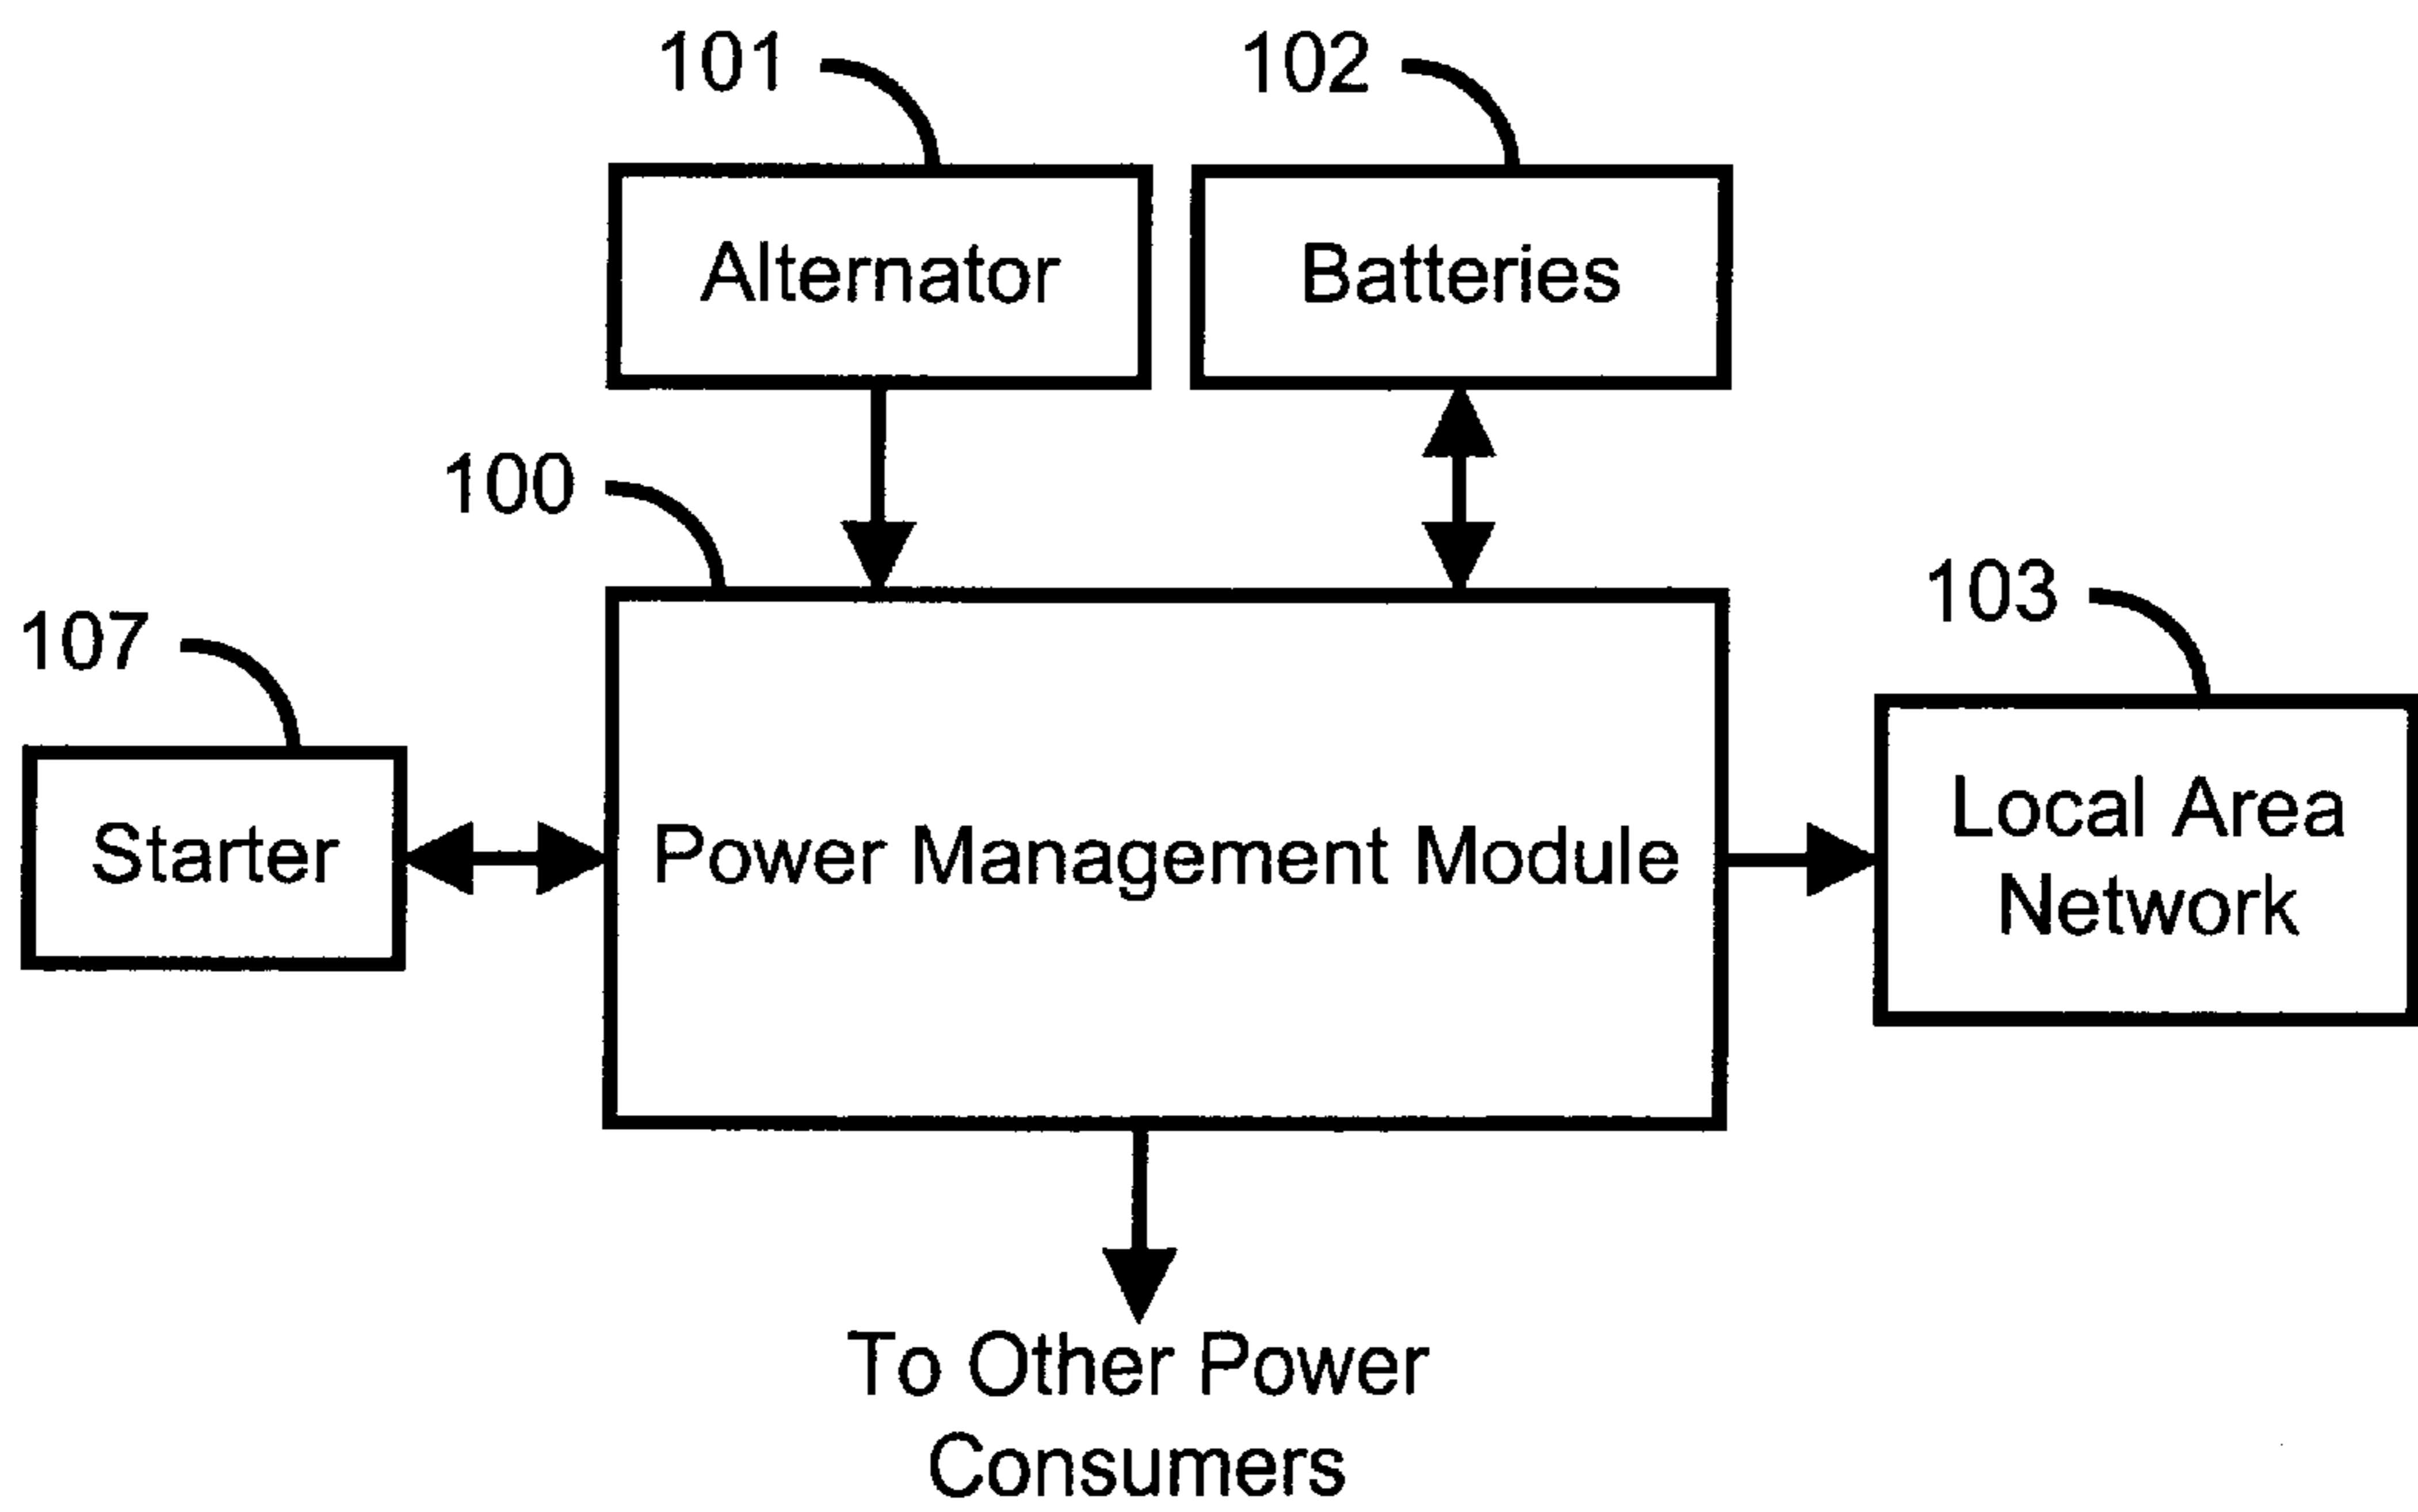 101
102
Alternator
Batteries
100
103
107
Starter
Power Management Module
Local Area
Network
To Other Power
Consumers